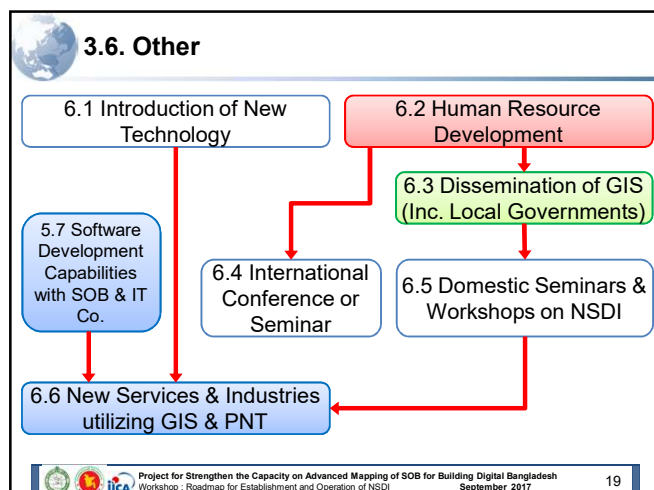 3.6. Other
6.1 Introduction of New
Technology
6.2 Human Resource
Development
6.3 Dissemination of GIS
(Inc. Local Governments)
5.7 Software
Development
Capabilities
with SOB & IT
Co.
6.4 International
Conference or
Seminar
6.5 Domestic Seminars &
Workshops on NSDI
6.6 New Services & Industries
utilizing GIS & PNT
jica
Project for Strengthen the Capacity on Advanced Mapping of SOB for Building Digital Bangladesh
Workshop : Roadmap for Establishment and Operation of NSDI September 2017
19